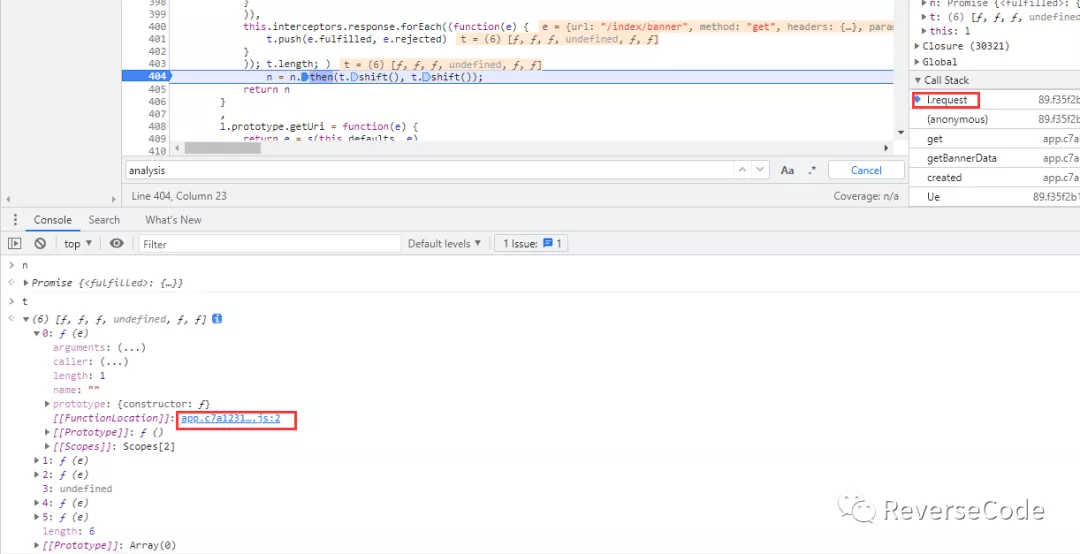 398 }
399 )),
400 this.interceptors.response.forEach((function(e) { e = {url: "/index/banner", method: "get", headers: {…}, param
401 t.push(e.fulfilled, e.rejected) t = (6) [ƒ, ƒ, ƒ, undefined, ƒ, ƒ]
402 }
403 )); t.length; ) t = (6) [ƒ, ƒ, ƒ, undefined, ƒ, ƒ]
404 n = n.then(t.shift(), t.shift());
405 return n
406 }
407 ,
408 l.prototype.getUri = function(e) {
409 return e = s(this.defaults, e)
410
analysis
Aa .* Cancel
Line 404, Column 23 Coverage: n/a
n: Promise {<fulfilled>:
t: (6) [ƒ, ƒ, ƒ, undefined
this: l
Closure (30321)
Global
Call Stack
l.request 89.f35f2b
(anonymous) 89.f35f2b
get app.c7a
getBannerData app.c7a
created app.c7a
Ue 89.f35f2b1
Console Search What's New
top Filter Default levels 1 Issue: 1
n
Promise {<fulfilled>: {…}}
t
(6) [ƒ, ƒ, ƒ, undefined, ƒ, ƒ]
0: ƒ (e)
arguments: (...)
caller: (...)
length: 1
name: ""
prototype: {constructor: ƒ}
[[FunctionLocation]]: app.c7a1231….js:2
[[Prototype]]: ƒ ()
[[Scopes]]: Scopes[2]
1: ƒ (e)
2: ƒ (e)
3: undefined
4: ƒ (e)
5: ƒ (e)
length: 6
[[Prototype]]: Array(0)
ReverseCode